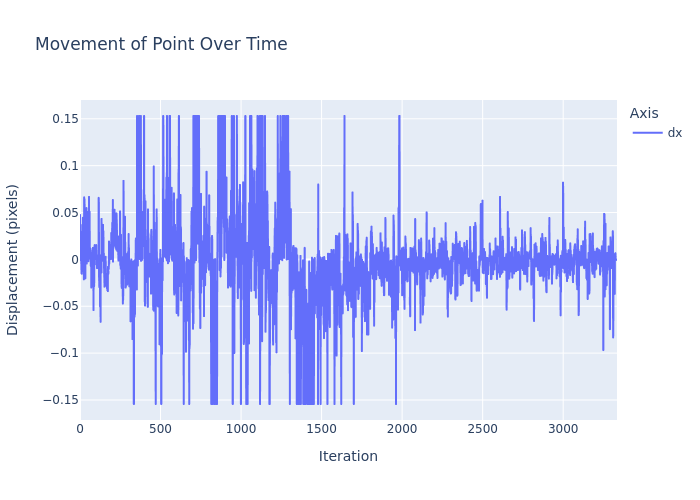 Movement of Point Over Time
Axis
dx
Displacement (pixels)
0.15
0.1
0.05
0
−0.05
−0.1
−0.15
0 500 1000 1500 2000 2500 3000
Iteration